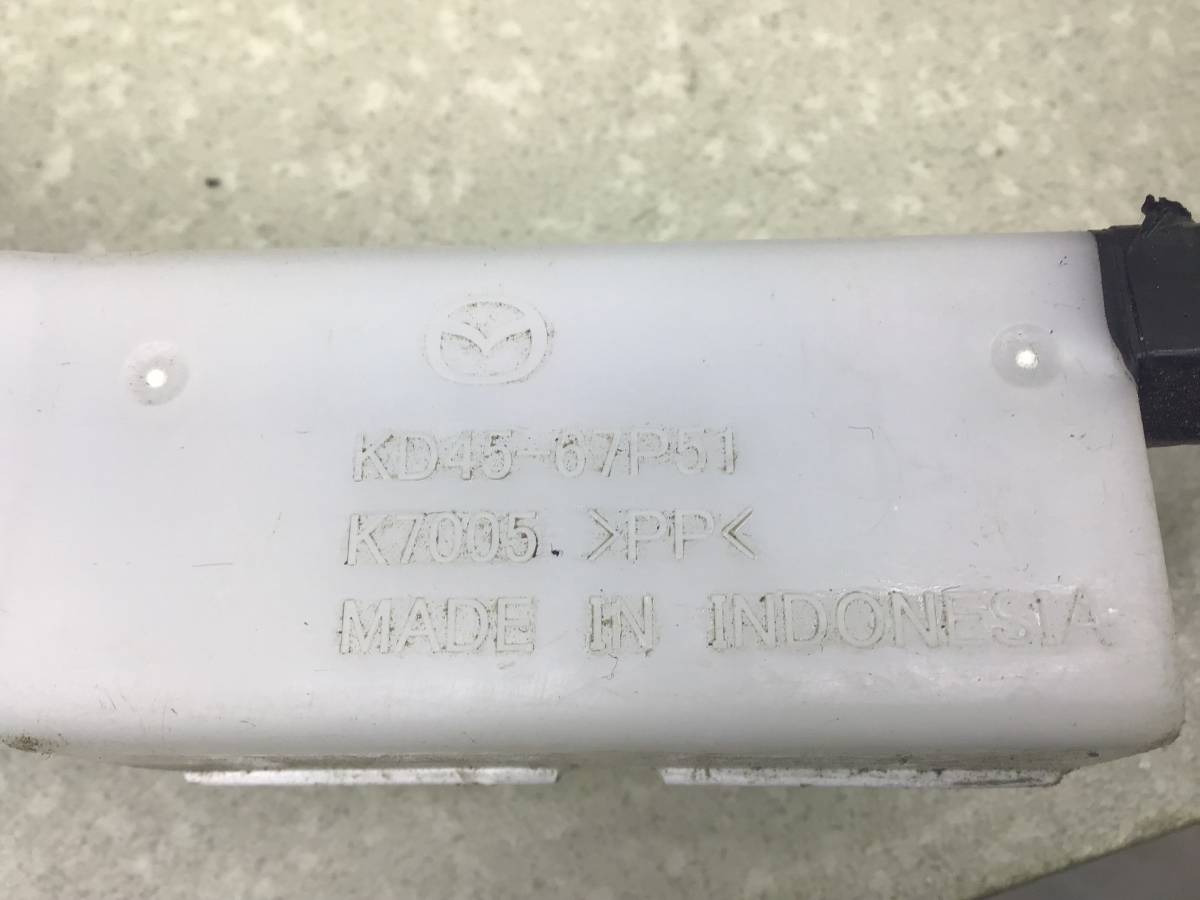 KD45-67P51
K7005. >PP<
MADE IN INDONESIA